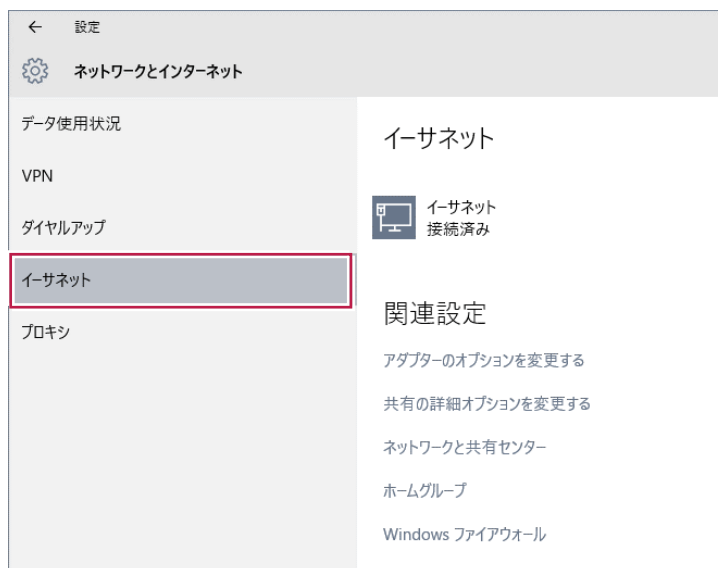 設定
ネットワークとインターネット
データ使用状況
VPN
ダイヤルアップ
イーサネット
プロキシ
イーサネット
イーサネット
接続済み
関連設定
アダプターのオプションを変更する
共有の詳細オプションを変更する
ネットワークと共有センター
ホームグループ
Windows ファイアウォール